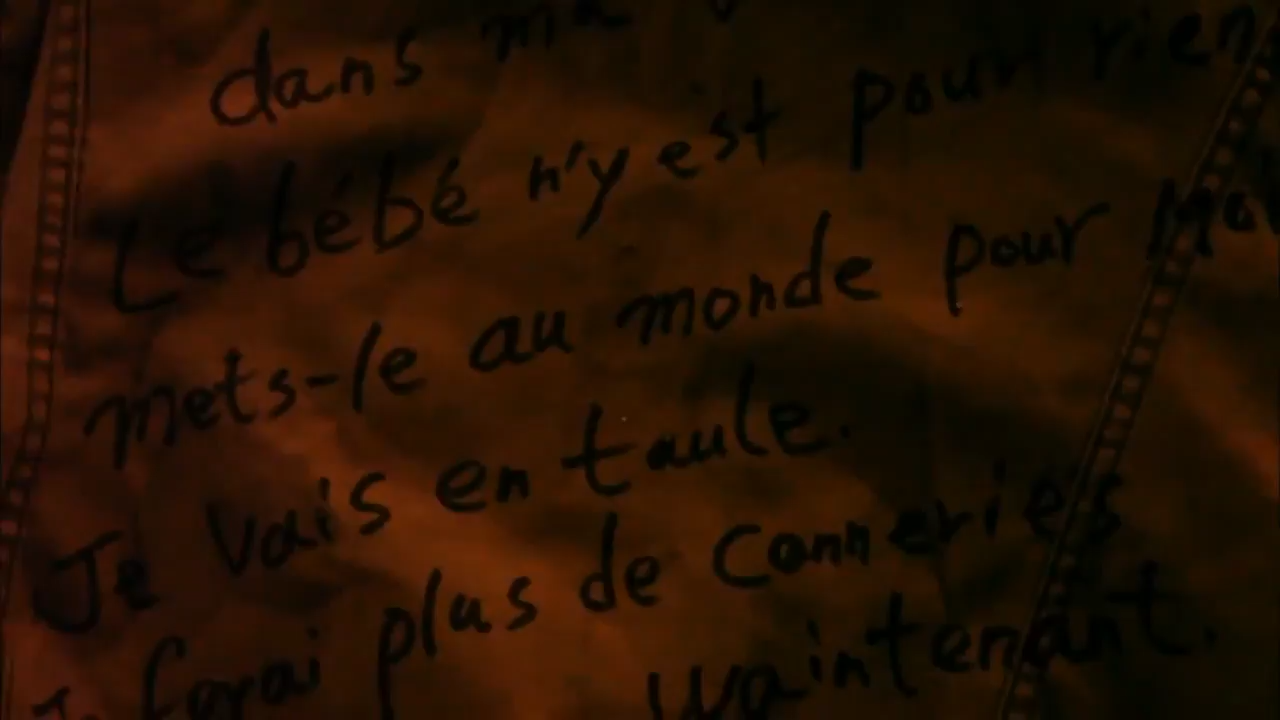 dans ma
Le bébé n'y est pour rien
mets-le au monde pour
Je vais en taule.
ferai plus de conneries
maintenant.